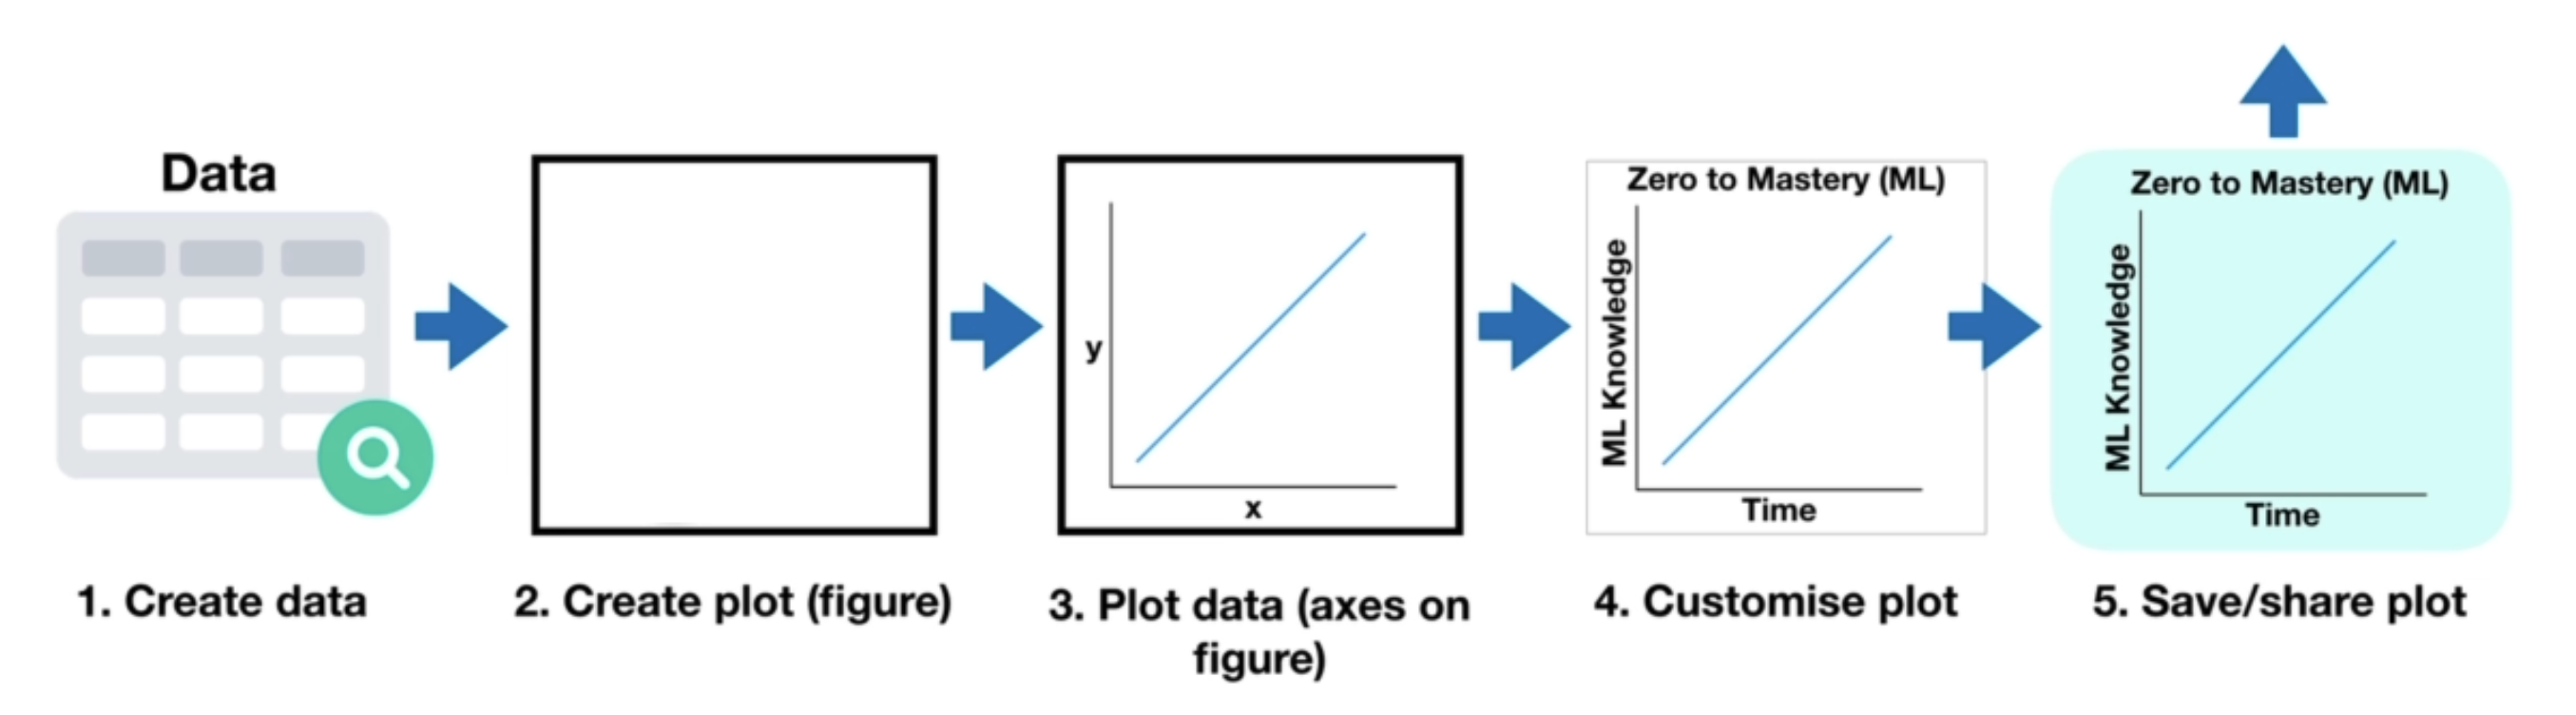 Data
1. Create data
2. Create plot (figure)
y
x
3. Plot data (axes on
figure)
Zero to Mastery (ML)
ML Knowledge
Time
4. Customise plot
Zero to Mastery (ML)
ML Knowledge
Time
5. Save/share plot